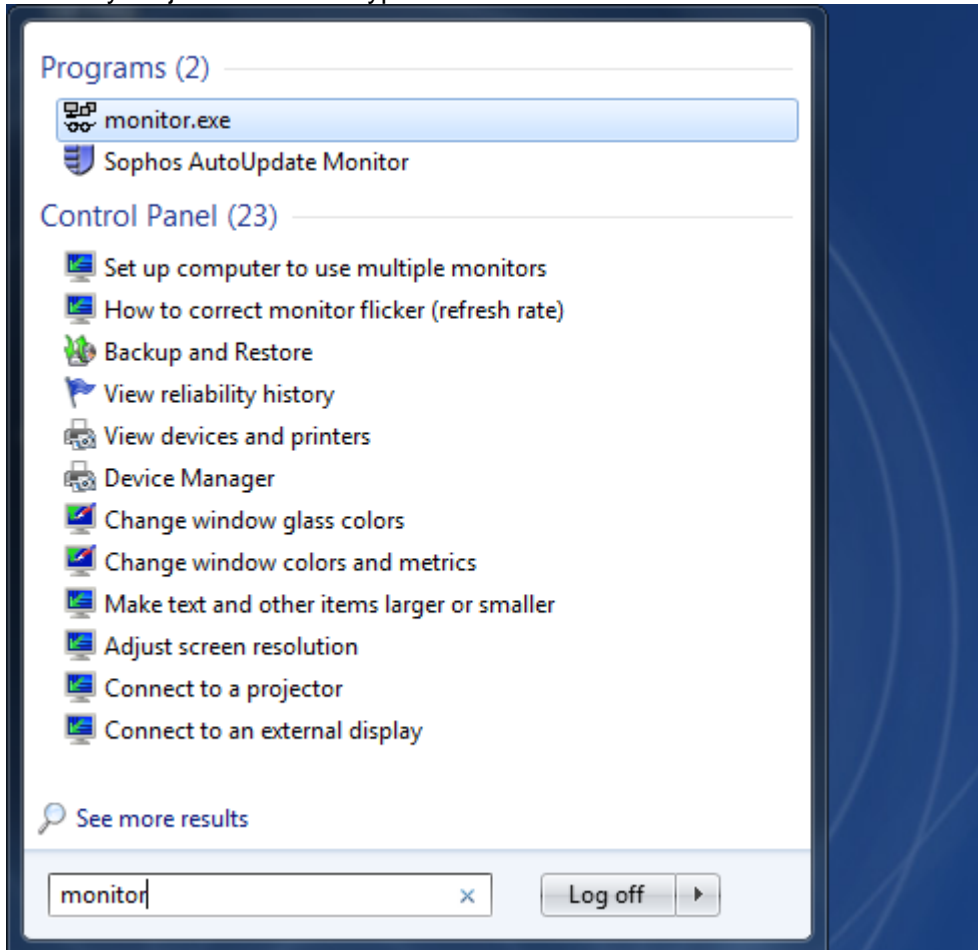 Programs (2)
monitor.exe
Sophos AutoUpdate Monitor
Control Panel (23)
Set up computer to use multiple monitors
How to correct monitor flicker (refresh rate)
Backup and Restore
View reliability history
View devices and printers
Device Manager
Change window glass colors
Change window colors and metrics
Make text and other items larger or smaller
Adjust screen resolution
Connect to a projector
Connect to an external display
See more results
monitor
Log off